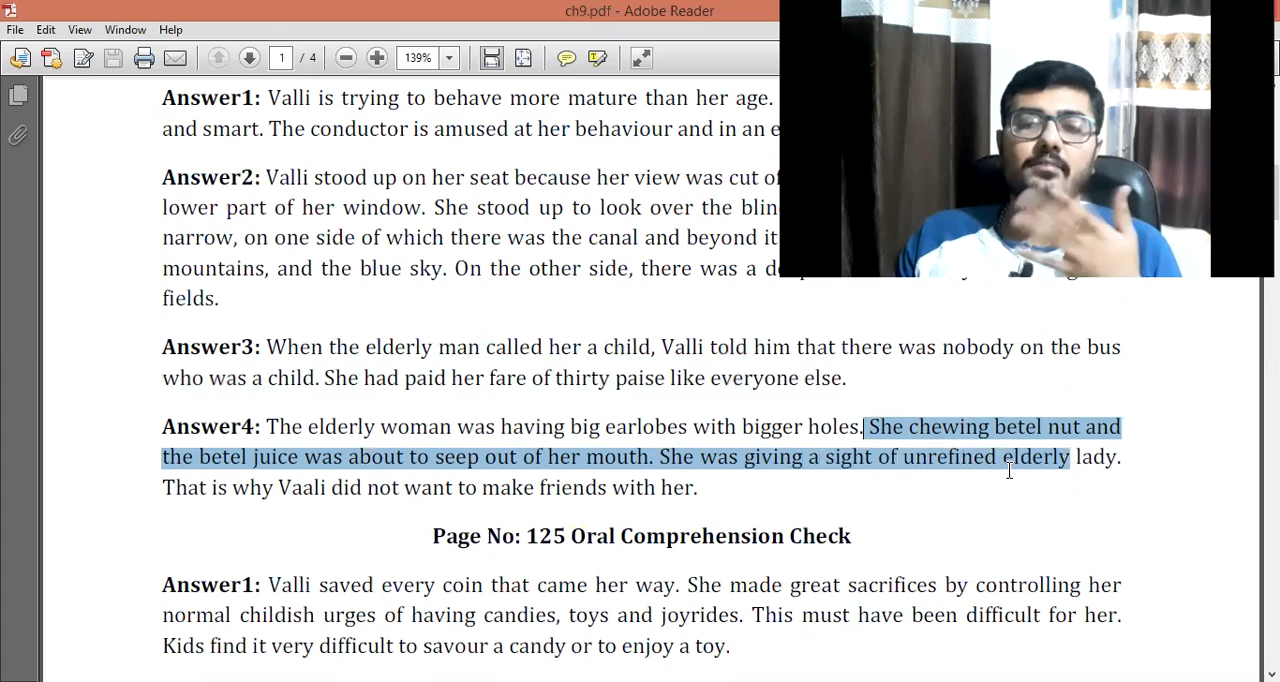 ch9.pdf - Adobe Reader
File Edit View Window Help
1 / 4 139%
Answer1: Valli is trying to behave more mature than her age.
and smart. The conductor is amused at her behaviour and in an
Answer2: Valli stood up on her seat because her view was cut
lower part of her window. She stood up to look over the
narrow, on one side of which there was the canal and beyond it
mountains, and the blue sky. On the other side, there was a
fields.
Answer3: When the elderly man called her a child, Valli told him that there was nobody on the bus
who was a child. She had paid her fare of thirty paise like everyone else.
Answer4: The elderly woman was having big earlobes with bigger holes. She chewing betel nut and
the betel juice was about to seep out of her mouth. She was giving a sight of unrefined elderly lady.
That is why Vaali did not want to make friends with her.
Page No: 125 Oral Comprehension Check
Answer1: Valli saved every coin that came her way. She made great sacrifices by controlling her
normal childish urges of having candies, toys and joyrides. This must have been difficult for her.
Kids find it very difficult to savour a candy or to enjoy a toy.